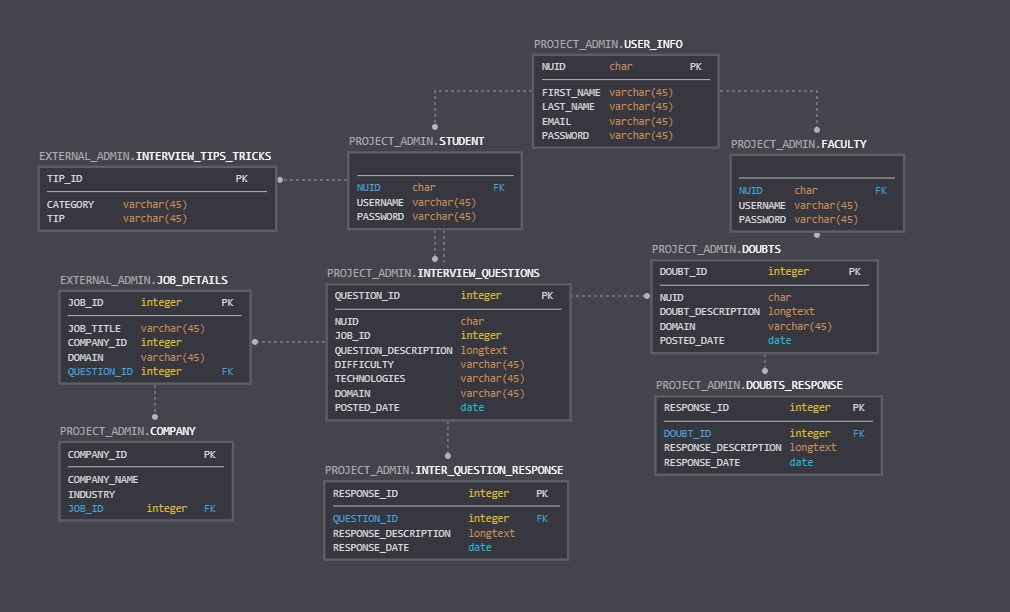 PROJECT_ADMIN.USER_INFO
NUID char PK
FIRST_NAME varchar(45)
LAST_NAME varchar(45)
EMAIL varchar(45)
PASSWORD varchar(45)
PROJECT_ADMIN.STUDENT
NUID char FK
USERNAME varchar(45)
PASSWORD varchar(45)
PROJECT_ADMIN.FACULTY
NUID char FK
USERNAME varchar(45)
PASSWORD varchar(45)
EXTERNAL_ADMIN.INTERVIEW_TIPS_TRICKS
TIP_ID PK
CATEGORY varchar(45)
TIP varchar(45)
PROJECT_ADMIN.DOUBTS
DOUBT_ID integer PK
NUID char
DOUBT_DESCRIPTION longtext
DOMAIN varchar(45)
POSTED_DATE date
PROJECT_ADMIN.INTERVIEW_QUESTIONS
QUESTION_ID integer PK
NUID char
JOB_ID integer
QUESTION_DESCRIPTION longtext
DIFFICULTY varchar(45)
TECHNOLOGIES varchar(45)
DOMAIN varchar(45)
POSTED_DATE date
EXTERNAL_ADMIN.JOB_DETAILS
JOB_ID integer PK
JOB_TITLE varchar(45)
COMPANY_ID integer
DOMAIN varchar(45)
QUESTION_ID integer FK
PROJECT_ADMIN.DOUBTS_RESPONSE
RESPONSE_ID integer PK
DOUBT_ID integer FK
RESPONSE_DESCRIPTION longtext
RESPONSE_DATE date
PROJECT_ADMIN.COMPANY
COMPANY_ID PK
COMPANY_NAME
INDUSTRY
JOB_ID integer FK
PROJECT_ADMIN.INTER_QUESTION_RESPONSE
RESPONSE_ID integer PK
QUESTION_ID integer FK
RESPONSE_DESCRIPTION longtext
RESPONSE_DATE date